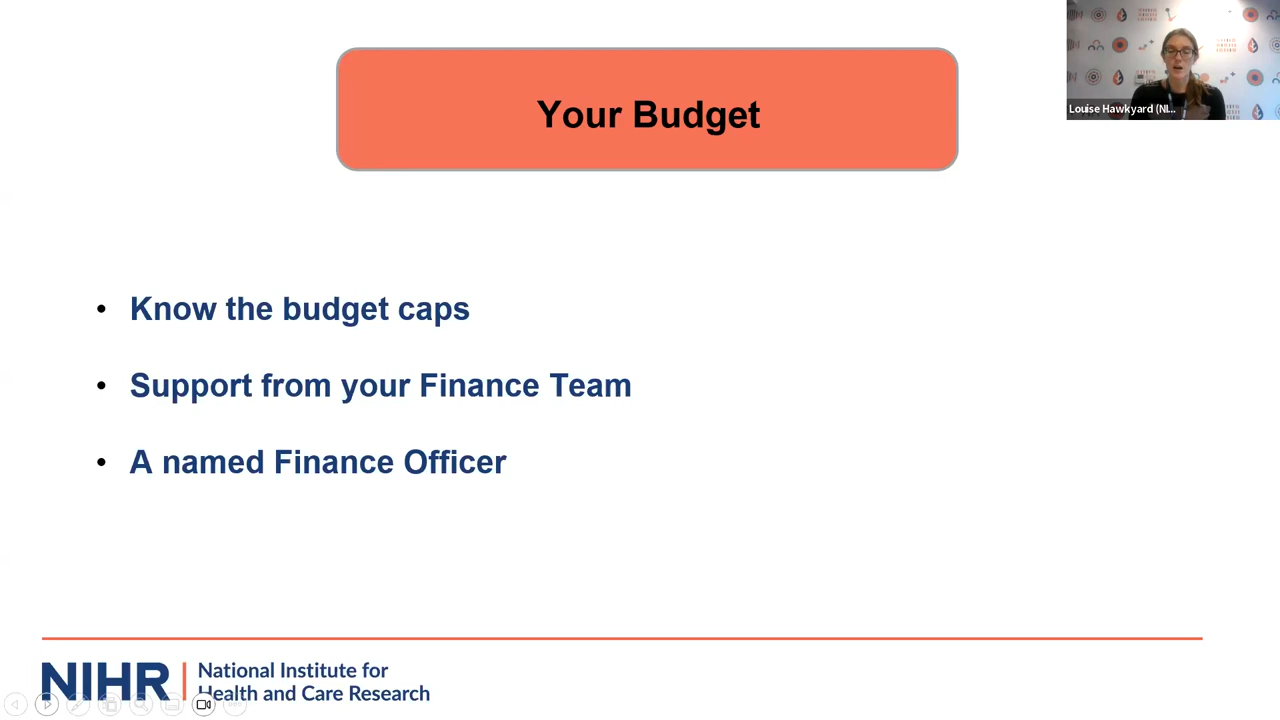 Your Budget
Louise Hawkyard (NI...
• Know the budget caps
• Support from your Finance Team
• A named Finance Officer
NIHR | National Institute for
Health and Care Research